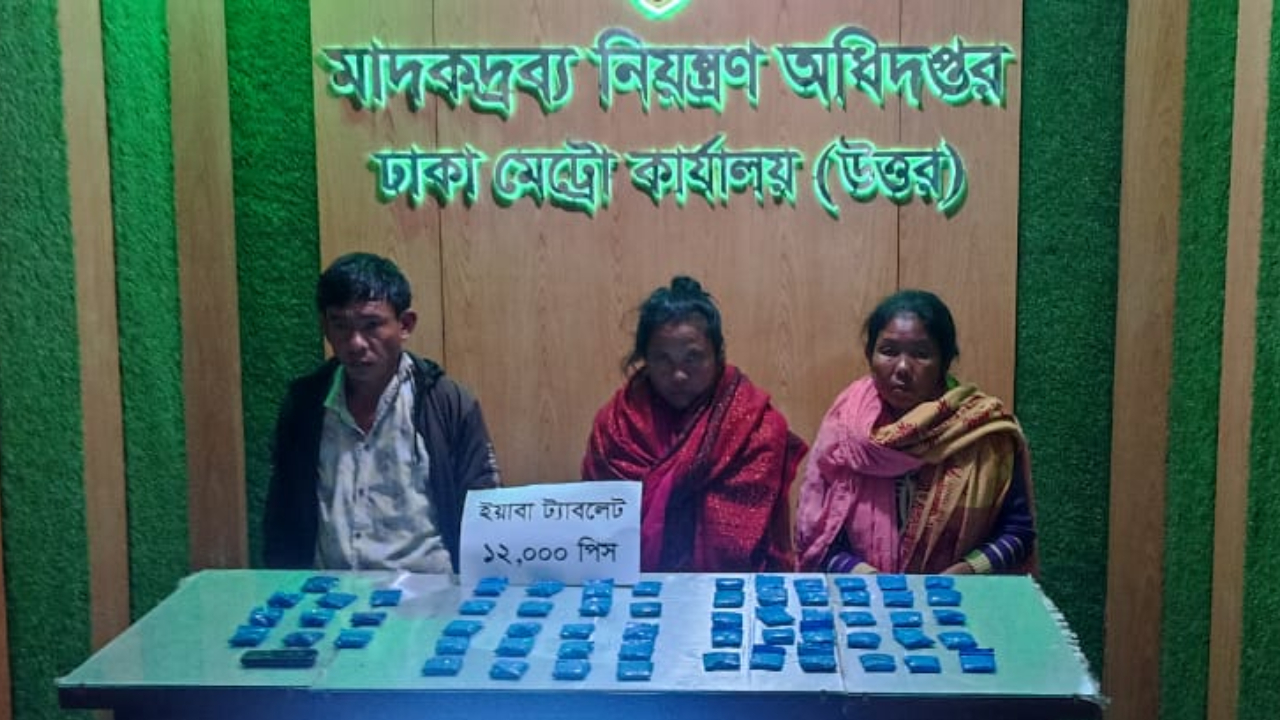 মাদকদ্রব্য নিয়ন্ত্রণ অধিদপ্তর
ঢাকা মেট্রো কার্যালয় (উত্তর)
ইয়াবা ট্যাবলেট
১২,০০০ পিস